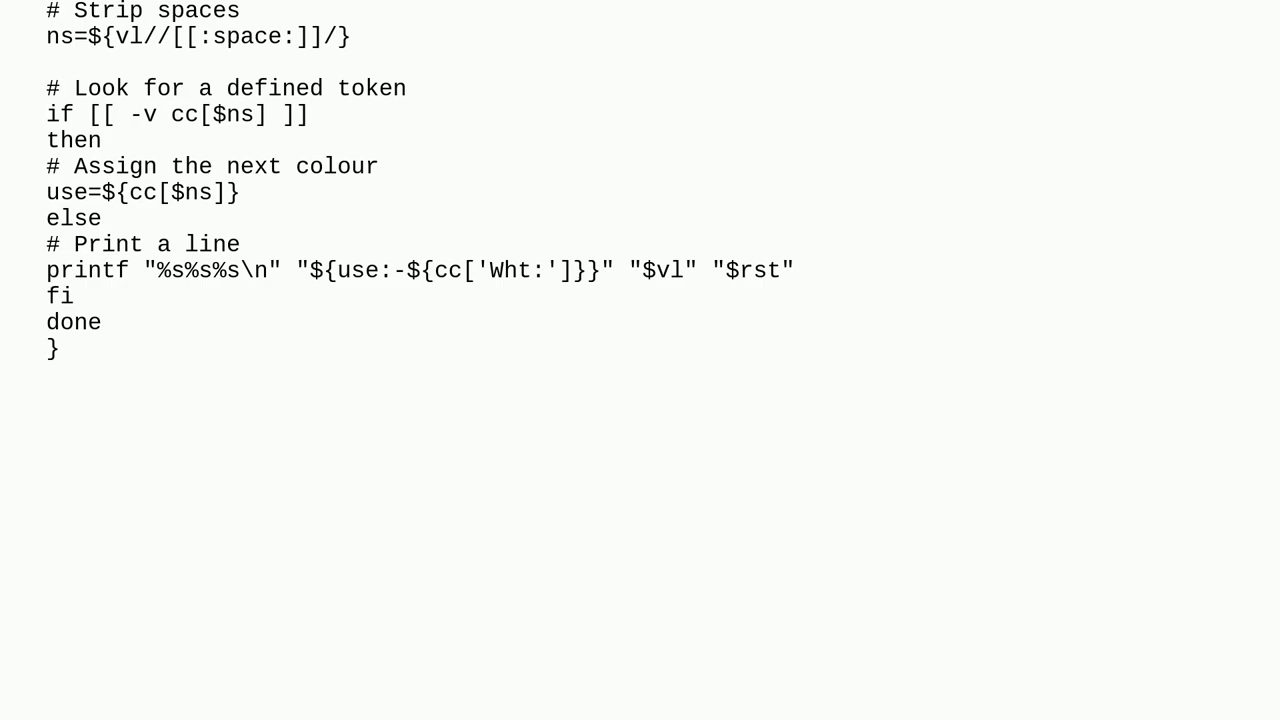 # Strip spaces
ns=${vl//[[:space:]]/}
# Look for a defined token
if [[ -v cc[$ns] ]]
then
# Assign the next colour
use=${cc[$ns]}
else
# Print a line
printf "%s%s%s\n" "${use:-${cc['Wht:']}}" "$vl" "$rst"
fi
done
}